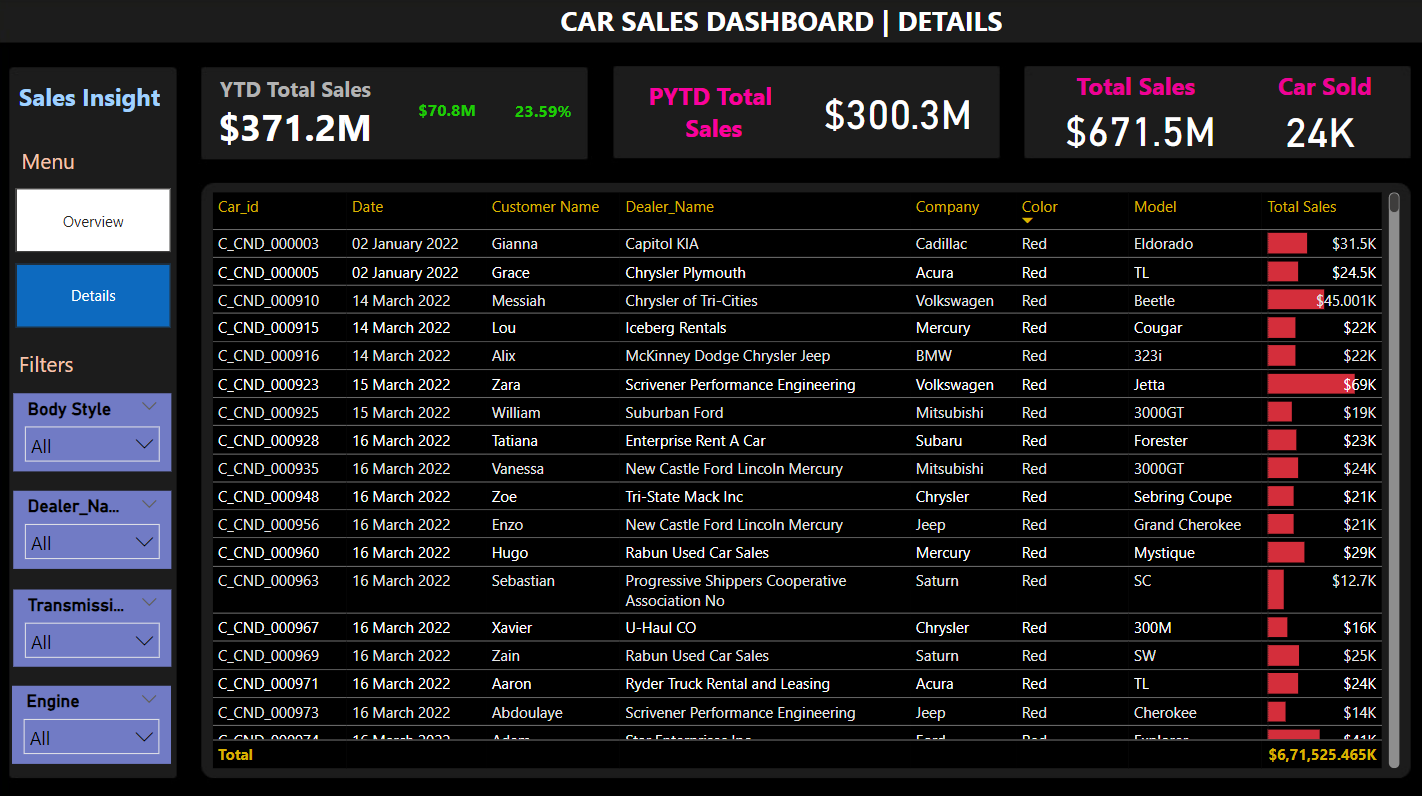 CAR SALES DASHBOARD | DETAILS
Sales Insight
Menu
Overview
Details
Filters
Body Style
All
Dealer_Na...
All
Transmissi...
All
Engine
All
YTD Total Sales
$371.2M
$70.8M
23.59%
PYTD Total
Sales
$300.3M
Total Sales
$671.5M
Car Sold
24K
Car_id Date Customer Name Dealer_Name Company Color Model Total Sales
C_CND_000003 02 January 2022 Gianna Capitol KIA Cadillac Red Eldorado $31.5K
C_CND_000005 02 January 2022 Grace Chrysler Plymouth Acura Red TL $24.5K
C_CND_000910 14 March 2022 Messiah Chrysler of Tri-Cities Volkswagen Red Beetle $45.001K
C_CND_000915 14 March 2022 Lou Iceberg Rentals Mercury Red Cougar $22K
C_CND_000916 14 March 2022 Alix McKinney Dodge Chrysler Jeep BMW Red 323i $22K
C_CND_000923 15 March 2022 Zara Scrivener Performance Engineering Volkswagen Red Jetta $69K
C_CND_000925 15 March 2022 William Suburban Ford Mitsubishi Red 3000GT $19K
C_CND_000928 16 March 2022 Tatiana Enterprise Rent A Car Subaru Red Forester $23K
C_CND_000935 16 March 2022 Vanessa New Castle Ford Lincoln Mercury Mitsubishi Red 3000GT $24K
C_CND_000948 16 March 2022 Zoe Tri-State Mack Inc Chrysler Red Sebring Coupe $21K
C_CND_000956 16 March 2022 Enzo New Castle Ford Lincoln Mercury Jeep Red Grand Cherokee $21K
C_CND_000960 16 March 2022 Hugo Rabun Used Car Sales Mercury Red Mystique $29K
C_CND_000963 16 March 2022 Sebastian Progressive Shippers Cooperative Saturn Red SC $12.7K
Association No
C_CND_000967 16 March 2022 Xavier U-Haul CO Chrysler Red 300M $16K
C_CND_000969 16 March 2022 Zain Rabun Used Car Sales Saturn Red SW $25K
C_CND_000971 16 March 2022 Aaron Ryder Truck Rental and Leasing Acura Red TL $24K
C_CND_000973 16 March 2022 Abdoulaye Scrivener Performance Engineering Jeep Red Cherokee $14K
Total $6,71,525.465K